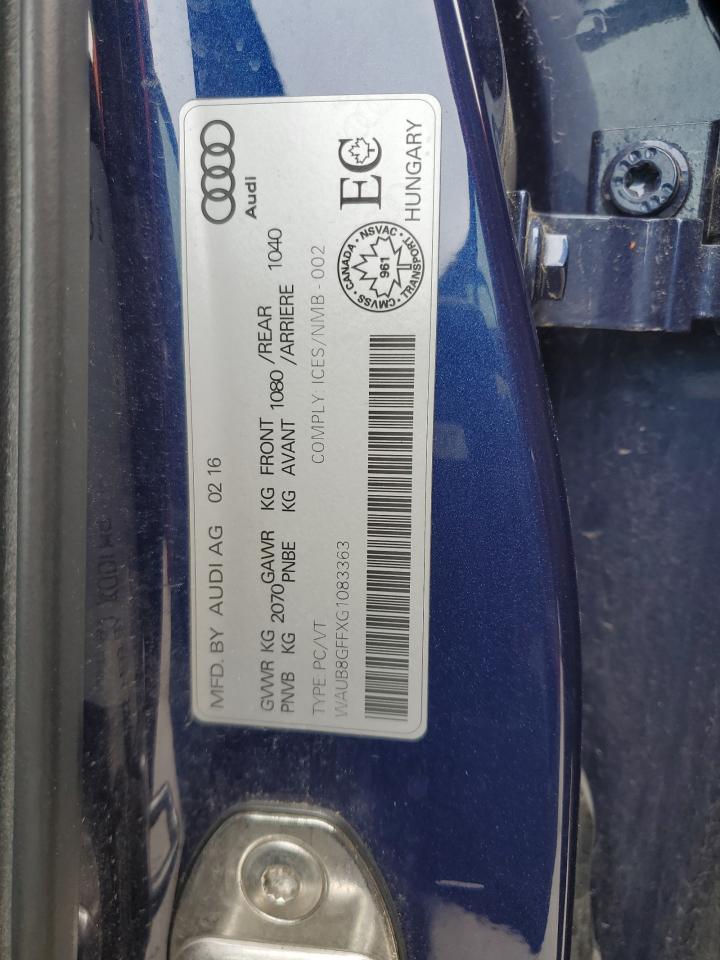 Audi
MFD. BY AUDI AG 02 16
GVWR KG 2070 GAWR KG FRONT 1080 /REAR 1040
PNVB KG PNBE KG AVANT /ARRIERE
COMPLY: ICES/NMB - 002
TYPE: PC/VT
WAUB8GFFXG1083363
EC
CANADA • NSVAC • TRANSPORT • CMVSS •
961
HUNGARY